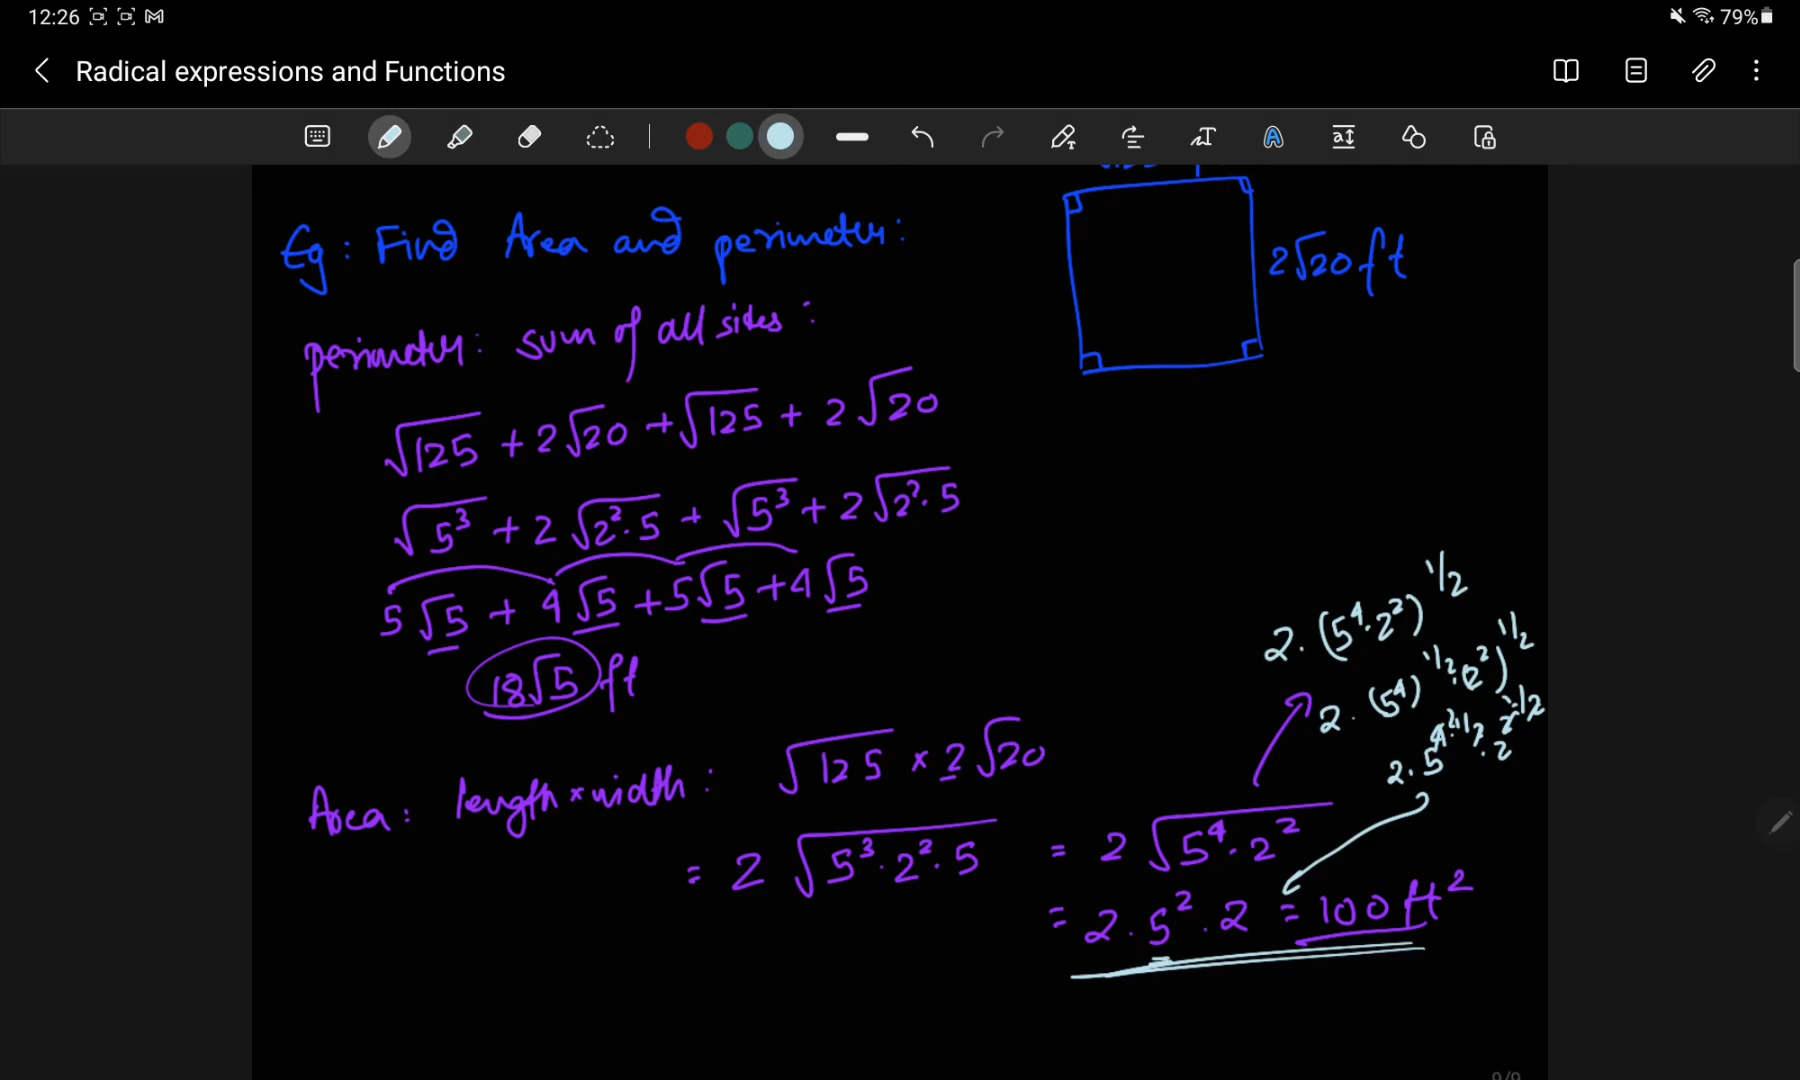 12:26 79%
Radical expressions and Functions
Eg : Find Area and perimeter :
2√20 ft
perimeter : sum of all sides :
√125 + 2√20 + √125 + 2√20
√5³ + 2√2²·5 + √5³ + 2√2²·5
5√5 + 4√5 + 5√5 + 4√5
18√5 ft
Area : length × width : √125 × 2√20
= 2√5³·2²·5 = 2√5⁴·2²
= 2·5²·2 = 100 ft²
2·(5⁴·2²)^1/2
2·(5⁴)^1/2·(2²)^1/2